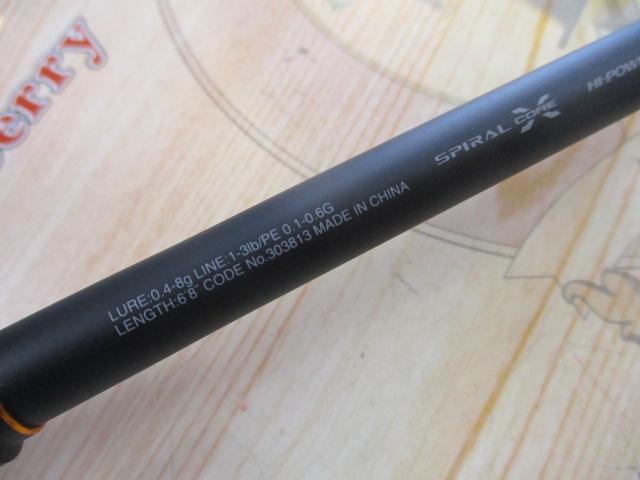 erry
SPIRAL X CORE
HI-POW
LURE:0.4-8g LINE:1-3lb/PE 0.1-0.6G
LENGTH:6'8" CODE No.303813 MADE IN CHINA